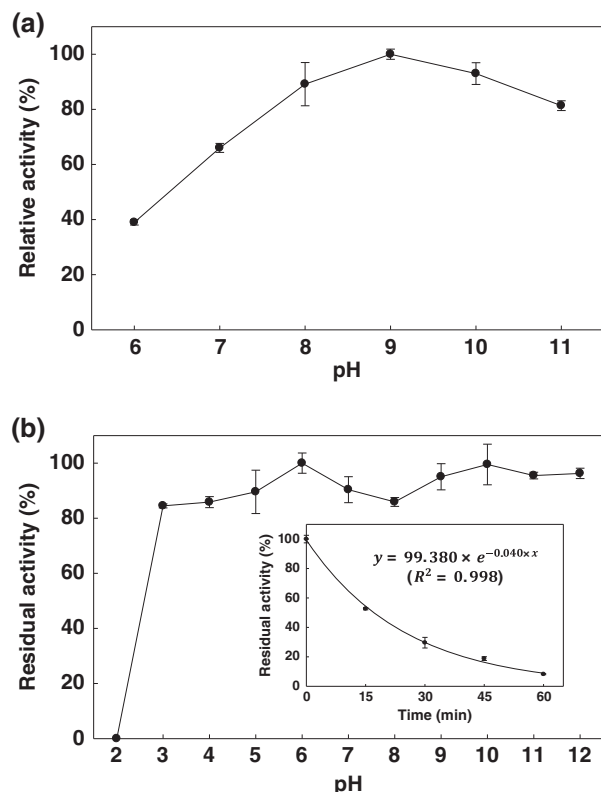 (a)
Relative activity (%)
100
80
60
40
20
0
6 7 8 9 10 11
pH
(b)
Residual activity (%)
100
80
60
40
20
0
Residual activity (%)
100
80
60
40
20
0
y = 99.380 × e^{−0.040×x}
(R² = 0.998)
0 15 30 45 60
Time (min)
2 3 4 5 6 7 8 9 10 11 12
pH